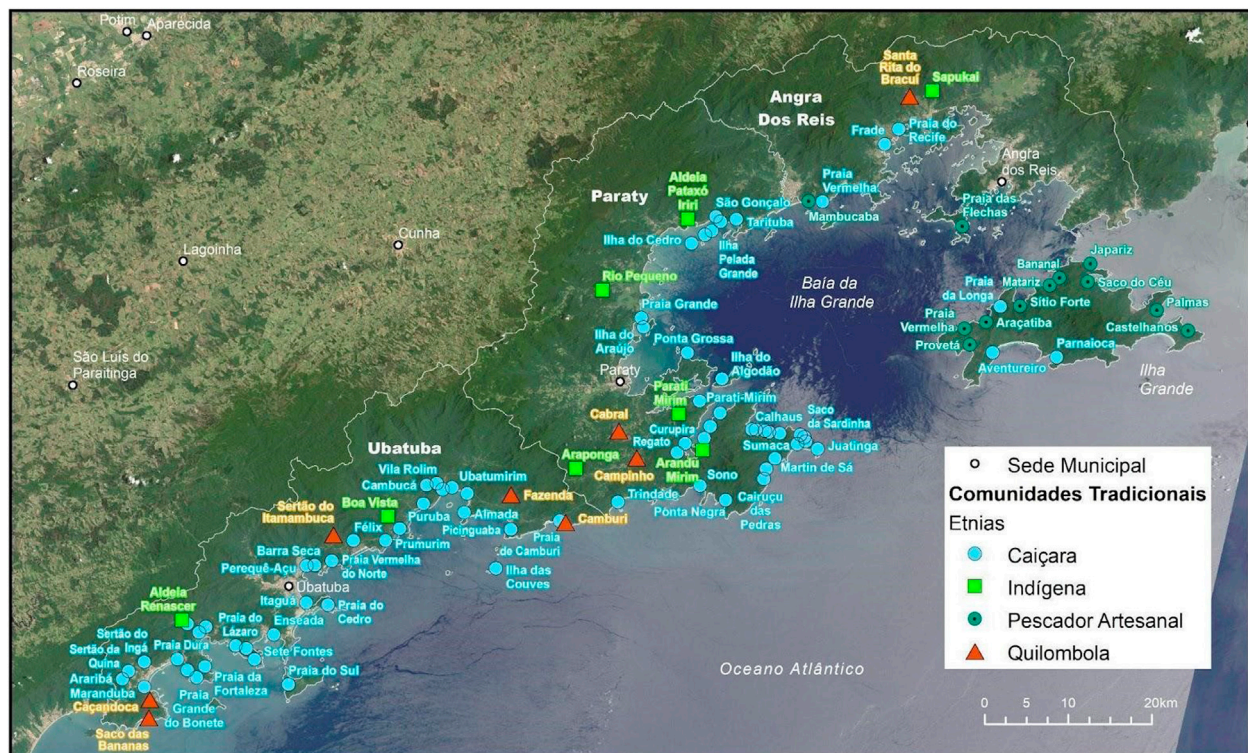 Potim
Aparecida
Roseira
Lagoinha
Cunha
São Luís do
Paraitinga
Santa
Rita do
Bracuí
Sapukai
Angra
Dos Reis
Frade
Praia do
Recife
Angra
dos Reis
Praia
Vermelha
Mambucaba
Praia das
Flechas
Paraty
Aldeia
Pataxó
Iriri
São Gonçalo
Tarituba
Ilha do Cedro
Ilha
Pelada
Grande
Rio Pequeno
Baía da
Ilha Grande
Japariz
Bananal
Matariz
Saco do Céu
Praia
da Longa
Sítio Forte
Palmas
Praia
Vermelha
Araçatiba
Castelhanos
Provetá
Aventureiro
Parnaioca
Ilha
Grande
Praia Grande
Ilha do
Araújo
Ponta Grossa
Paraty
Ilha do
Algodão
Parati
Mirim
Parati-Mirim
Cabral
Curupira
Regato
Calhaus
Saco
da Sardinha
Sumaca
Juatinga
Araponga
Campinho
Arandu
Mirim
Sono
Martin de Sá
Trindade
Ponta Negra
Cairuçu
das
Pedras
Ubatuba
Vila Rolim
Ubatumirim
Cambucá
Fazenda
Sertão do
Itamambuca
Boa Vista
Puruba
Almada
Camburi
Félix
Picinguaba
Barra Seca
Prumurim
Praia
de Camburi
Perequê-Açu
Praia Vermelha
do Norte
Ilha das
Couves
Ubatuba
Aldeia
Renascer
Itaguá
Praia do
Cedro
Enseada
Sertão do
Ingá
Praia do
Lázaro
Sertão da
Quina
Praia Dura
Sete Fontes
Araribá
Praia da
Fortaleza
Praia do Sul
Maranduba
Caçandoca
Praia
Grande
do Bonete
Saco das
Bananas
Oceano Atlântico
Sede Municipal
Comunidades Tradicionais
Etnias
Caiçara
Indígena
Pescador Artesanal
Quilombola
0 5 10 20km